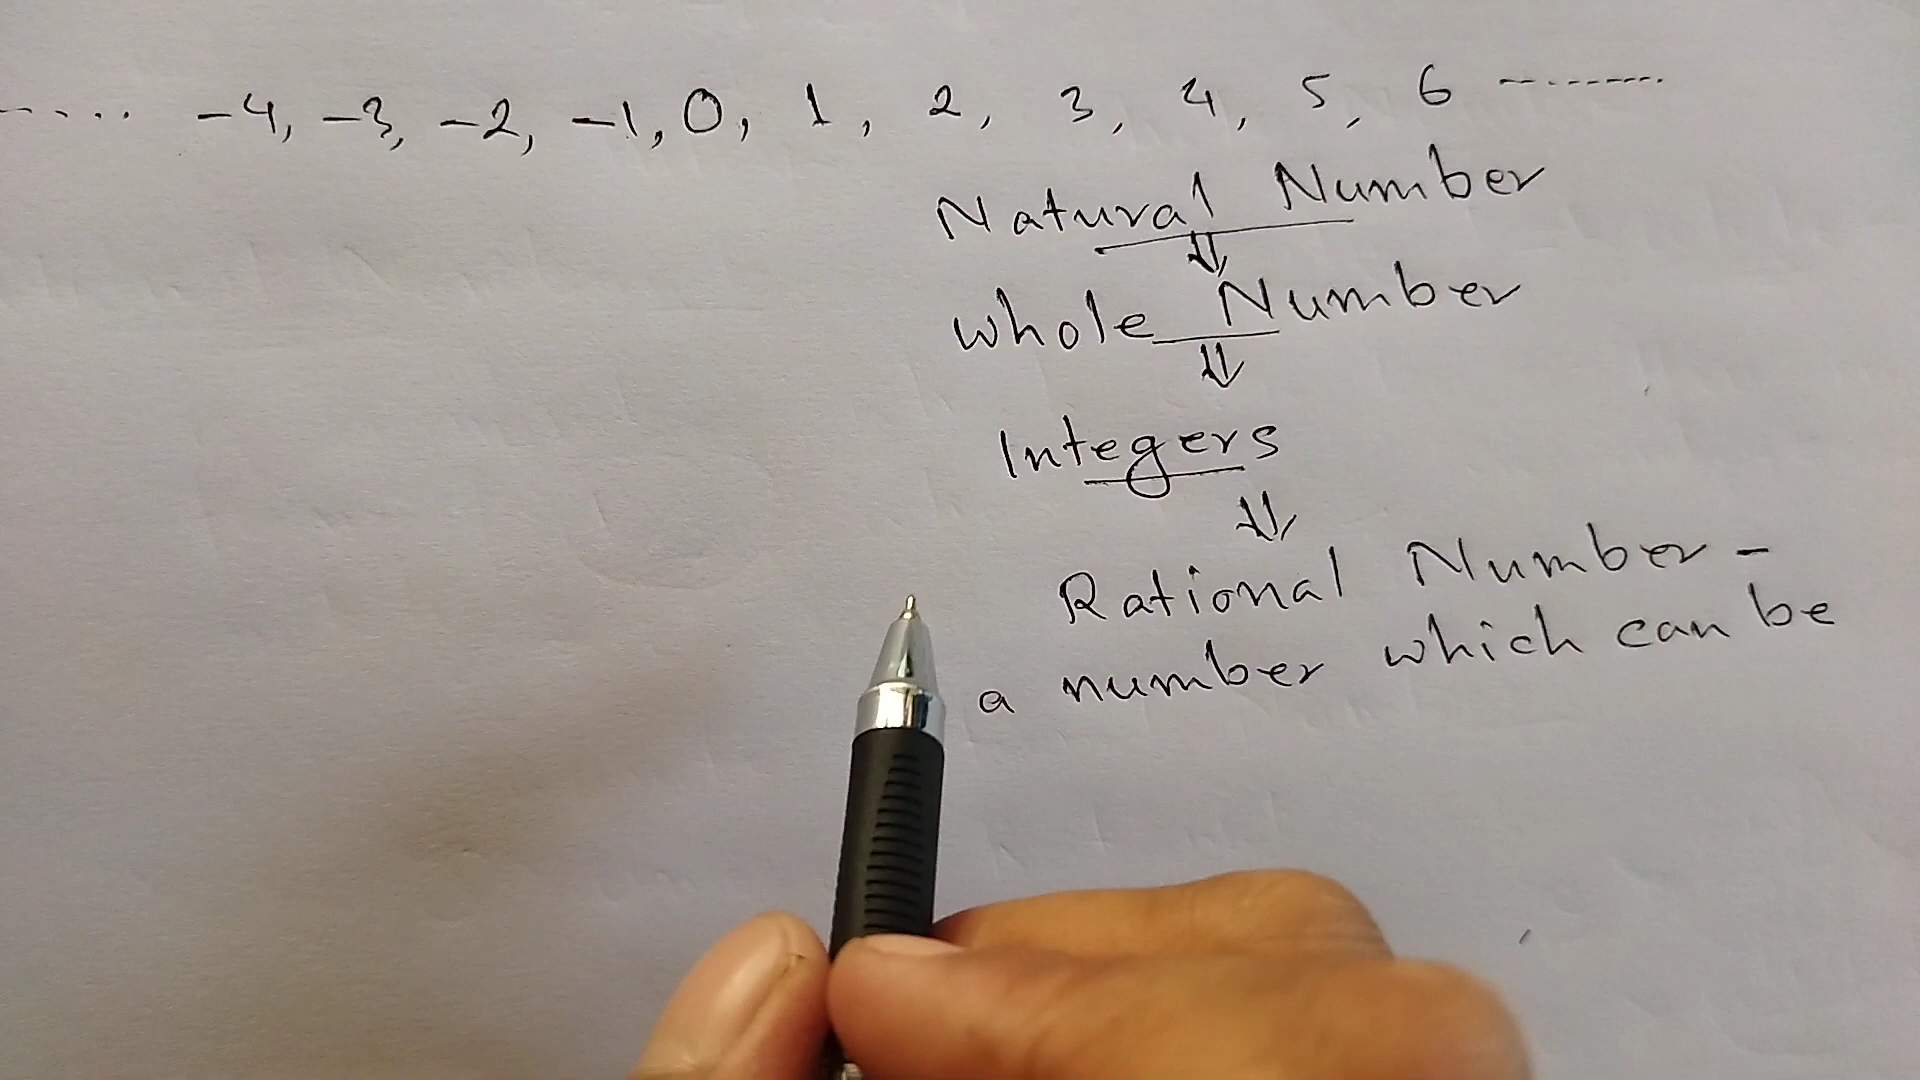 ---.... -4, -3, -2, -1, 0, 1, 2, 3, 4, 5, 6 ---------
Natural Number
⇓
whole Number
⇓
Integers
⇓
Rational Number -
a number which can be